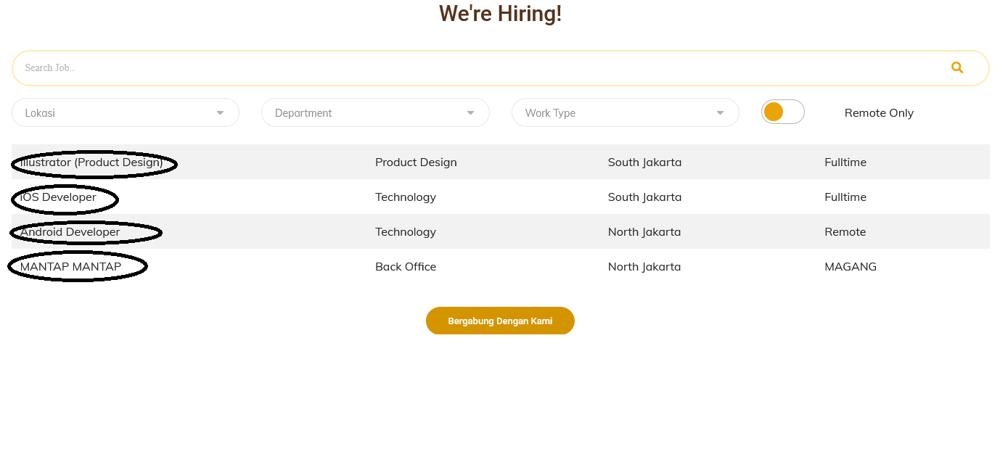 We're Hiring!
Search Job..
Lokasi Department Work Type Remote Only
Illustrator (Product Design) Product Design South Jakarta Fulltime
iOS Developer Technology South Jakarta Fulltime
Android Developer Technology North Jakarta Remote
MANTAP MANTAP Back Office North Jakarta MAGANG
Bergabung Dengan Kami